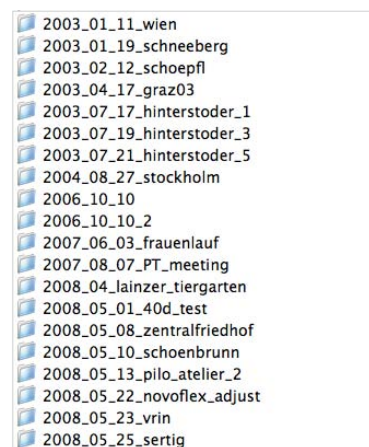 2003_01_11_wien
2003_01_19_schneeberg
2003_02_12_schoepfl
2003_04_17_graz03
2003_07_17_hinterstoder_1
2003_07_19_hinterstoder_3
2003_07_21_hinterstoder_5
2004_08_27_stockholm
2006_10_10
2006_10_10_2
2007_06_03_frauenlauf
2007_08_07_PT_meeting
2008_04_lainzer_tiergarten
2008_05_01_40d_test
2008_05_08_zentralfriedhof
2008_05_10_schoenbrunn
2008_05_13_pilo_atelier_2
2008_05_22_novoflex_adjust
2008_05_23_vrin
2008_05_25_sertig